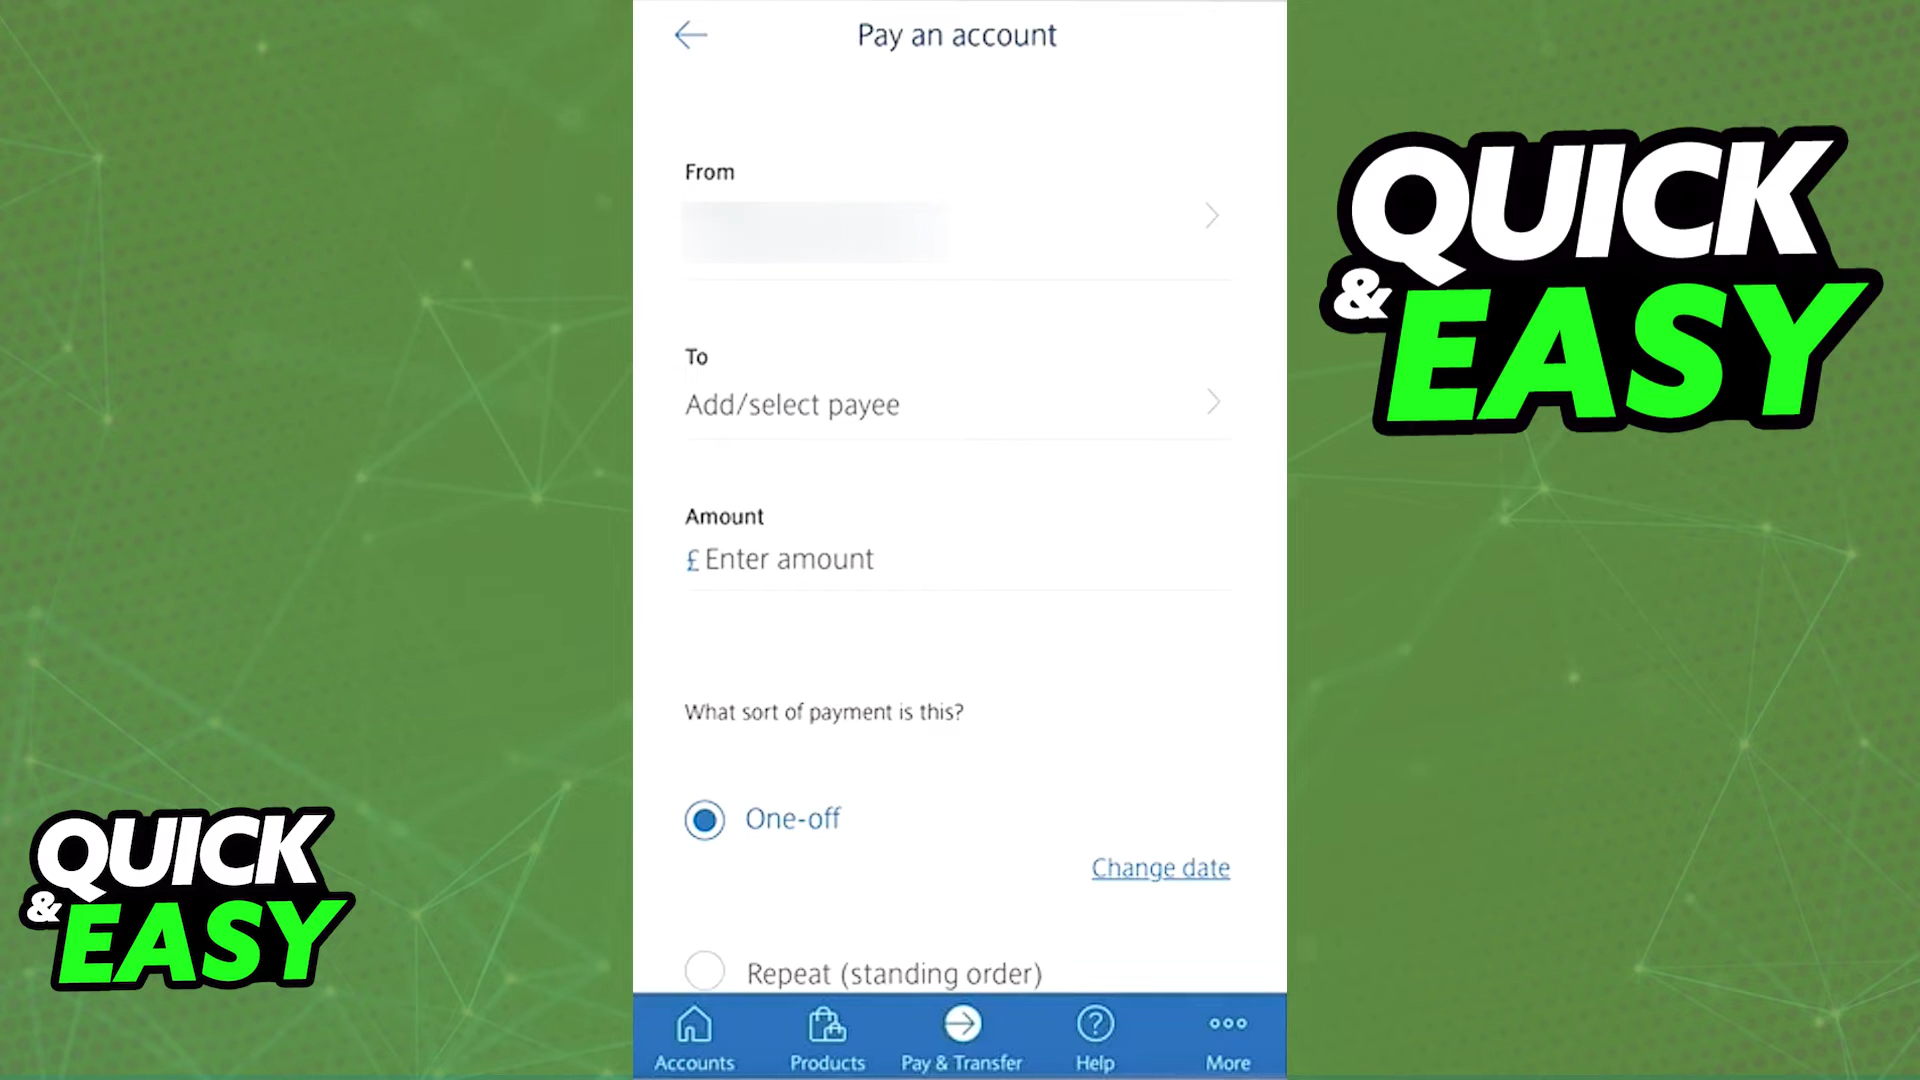 Pay an account
From
To
Add/select payee
Amount
£ Enter amount
What sort of payment is this?
One-off
Change date
Repeat (standing order)
Accounts
Products
Pay & Transfer
Help
More
QUICK
& EASY
QUICK
& EASY